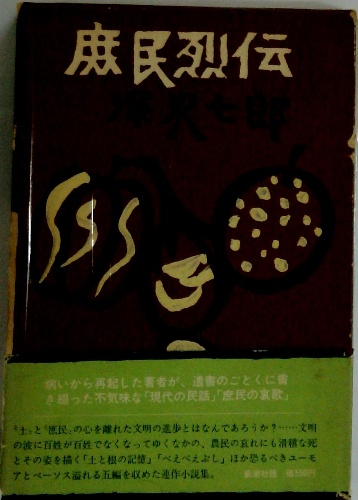 庶民烈伝
深沢七郎
病いから再起した著者が、遺書のごとくに書
き綴った不気味な「現代の民話」「庶民の哀歌」
〝土〟と〝庶民〟の心を離れた文明の進歩とはなんであろうか?……文明
の波に百姓が百姓でなくなってゆくなかの、農民の哀れにも滑稽な死
とその姿を描く「土と根の記憶」「べえべえぶし」ほか恐るべきユーモ
アとペーソス溢れる五編を収めた連作小説集。
新潮社版